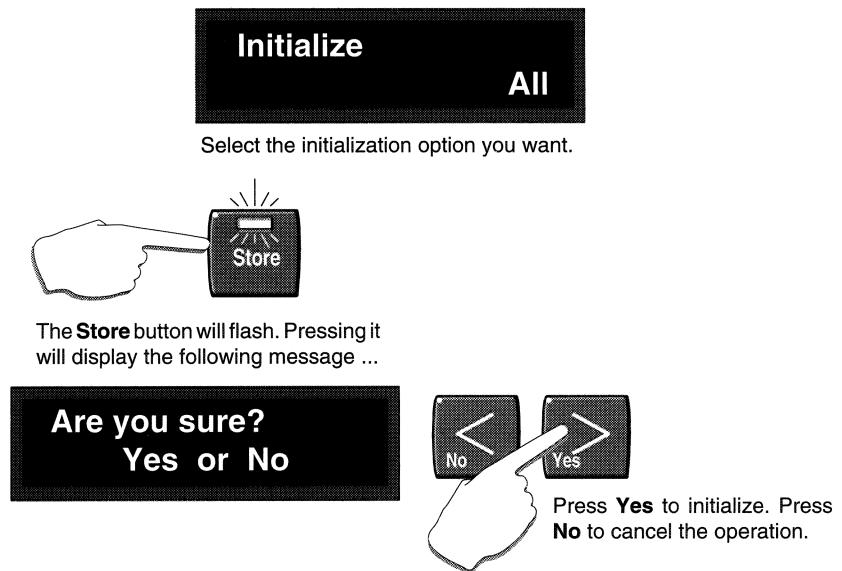 Initialize
All
Select the initialization option you want.
Store
The Store button will flash. Pressing it
will display the following message ...
Are you sure?
Yes or No
No
Yes
Press Yes to initialize. Press
No to cancel the operation.